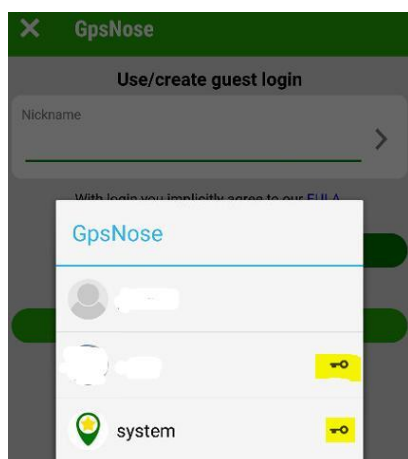 GpsNose
Use/create guest login
Nickname
With login you implicitly agree to our EULA
GpsNose
system